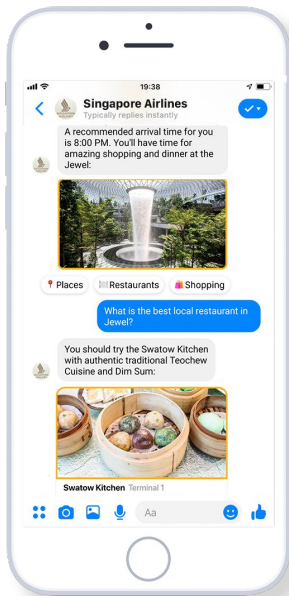 19:38
Singapore Airlines
Typically replies instantly
A recommended arrival time for you
is 8:00 PM. You'll have time for
amazing shopping and dinner at the
Jewel:
Places
Restaurants
Shopping
What is the best local restaurant in
Jewel?
You should try the Swatow Kitchen
with authentic traditional Teochew
Cuisine and Dim Sum:
Swatow Kitchen Terminal 1
Aa